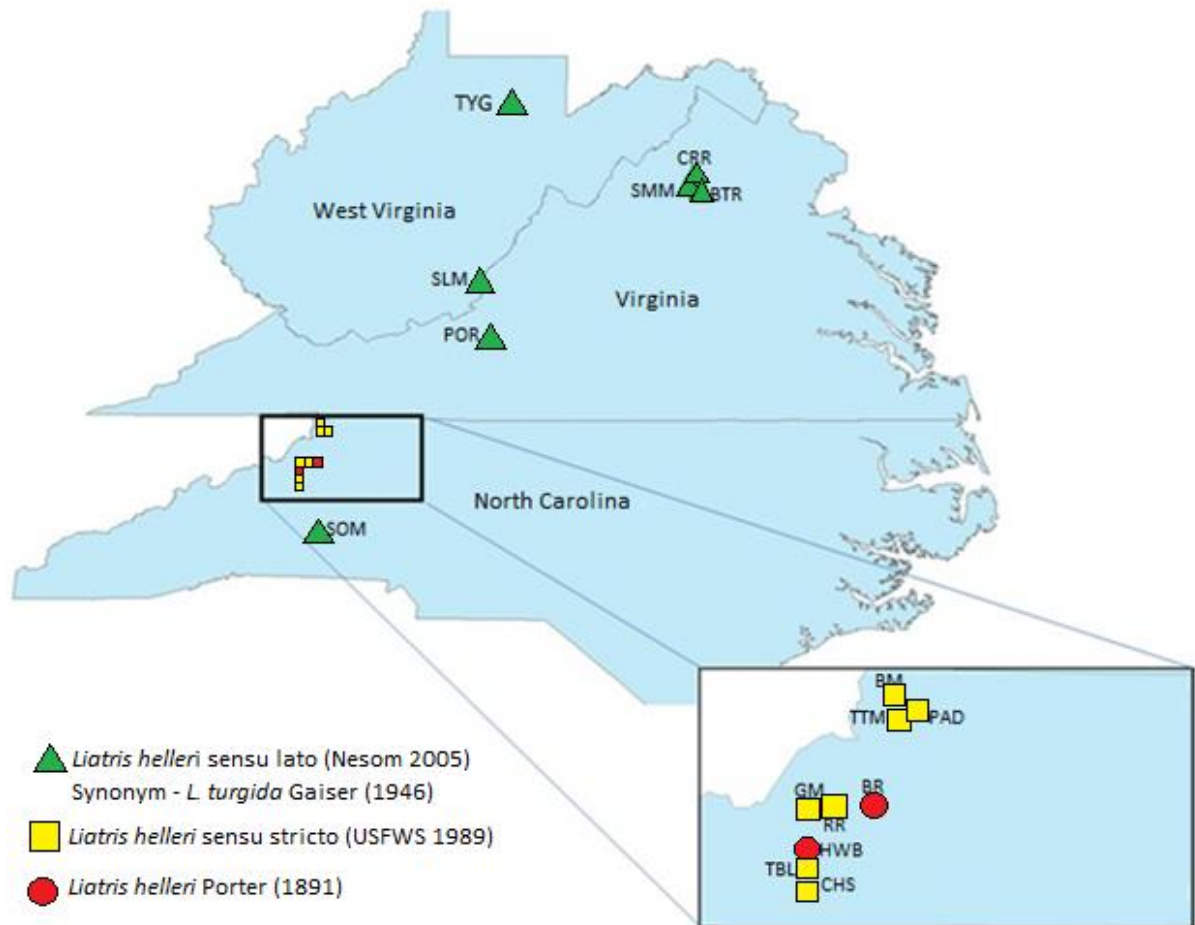 TYG
CRR
SMM
BTR
West Virginia
SLM
Virginia
POR
North Carolina
SOM
BM
TTM
PAD
GM
BR
RR
HWB
TBL
CHS
Liatris helleri sensu lato (Nesom 2005)
Synonym - L. turgida Gaiser (1946)
Liatris helleri sensu stricto (USFWS 1989)
Liatris helleri Porter (1891)